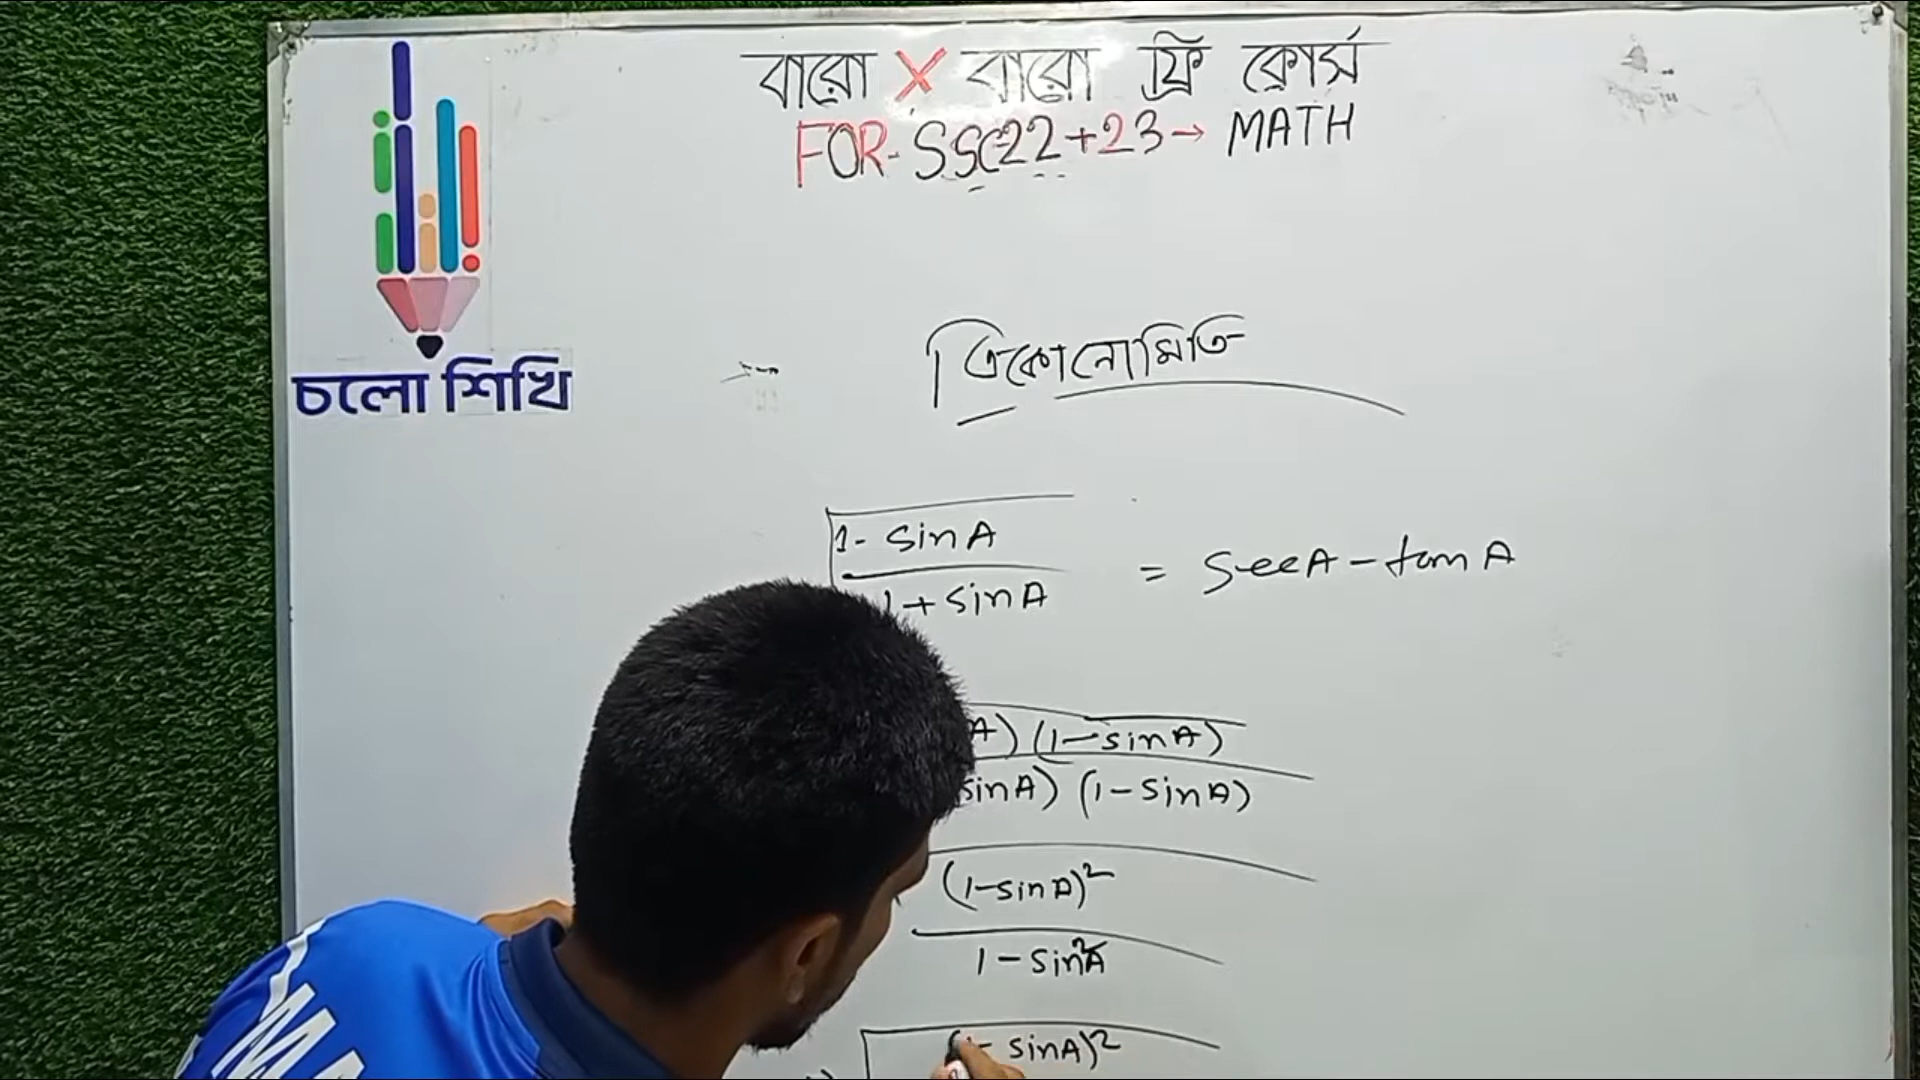 বারো X বারো ফ্রি কোর্স
FOR- SSC22+23→ MATH
চলো শিখি
ত্রিকোনোমিতি
1- sinA
1+ sinA
= SecA - tanA
A) (1-sinA)
sinA) (1-sinA)
(1-sinA)²
1-sin²A
(1- sinA)²